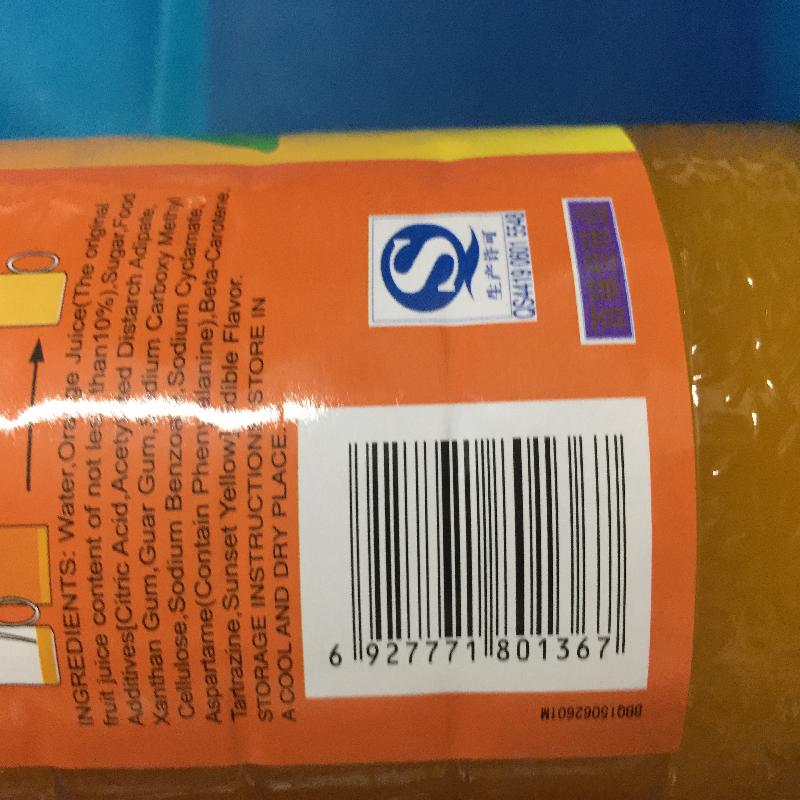 INGREDIENTS: Water,Orange Juice(The original
fruit juice content of not less than10%),Sugar,Food
Additives[Citric Acid,Acetylated Distarch Adipate,
Xanthan Gum,Guar Gum,Sodium Carboxy Methyl
Cellulose,Sodium Benzoate,Sodium Cyclamate,
Aspartame(Contain Phenylalanine),Beta-Carotene,
Tartrazine,Sunset Yellow],Edible Flavor.
STORAGE INSTRUCTIONS: STORE IN
A COOL AND DRY PLACE.
生产许可
QS4419 0601 5548
6 927771 801367
BBQ15062601M